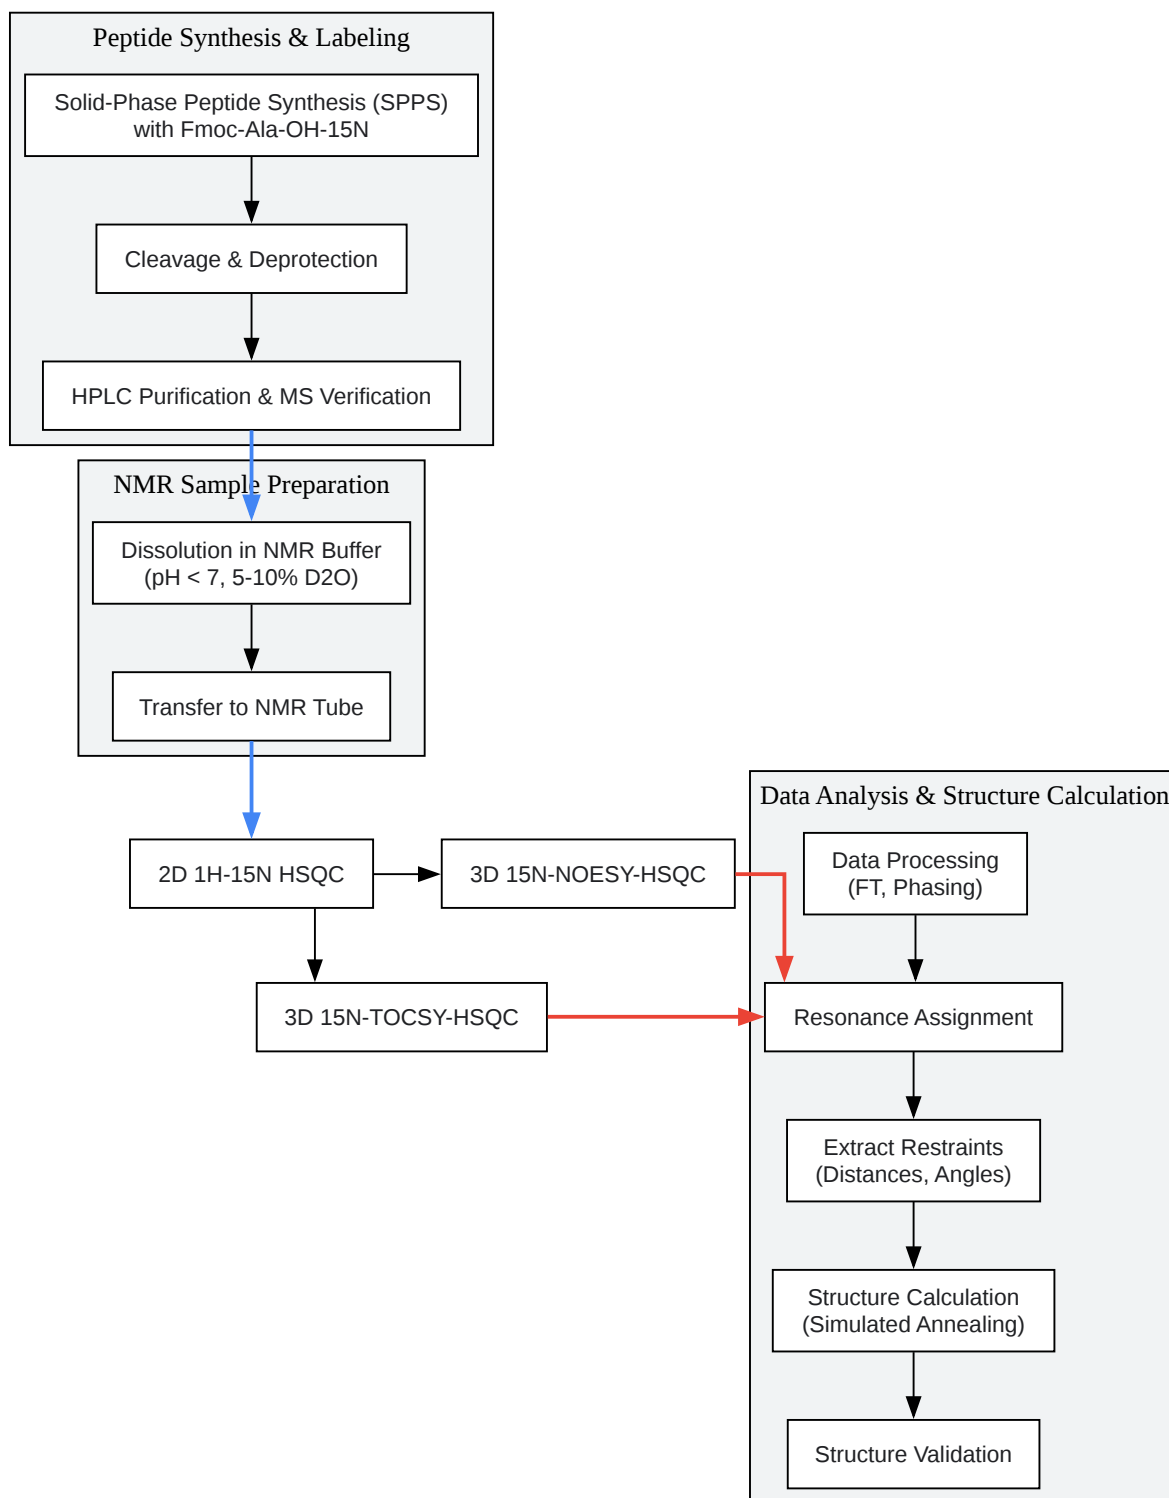 Peptide Synthesis & Labeling
Solid-Phase Peptide Synthesis (SPPS)
with Fmoc-Ala-OH-15N
Cleavage & Deprotection
HPLC Purification & MS Verification
NMR Sample Preparation
Dissolution in NMR Buffer
(pH < 7, 5-10% D2O)
Transfer to NMR Tube
2D 1H-15N HSQC
3D 15N-NOESY-HSQC
3D 15N-TOCSY-HSQC
Data Analysis & Structure Calculation
Data Processing
(FT, Phasing)
Resonance Assignment
Extract Restraints
(Distances, Angles)
Structure Calculation
(Simulated Annealing)
Structure Validation